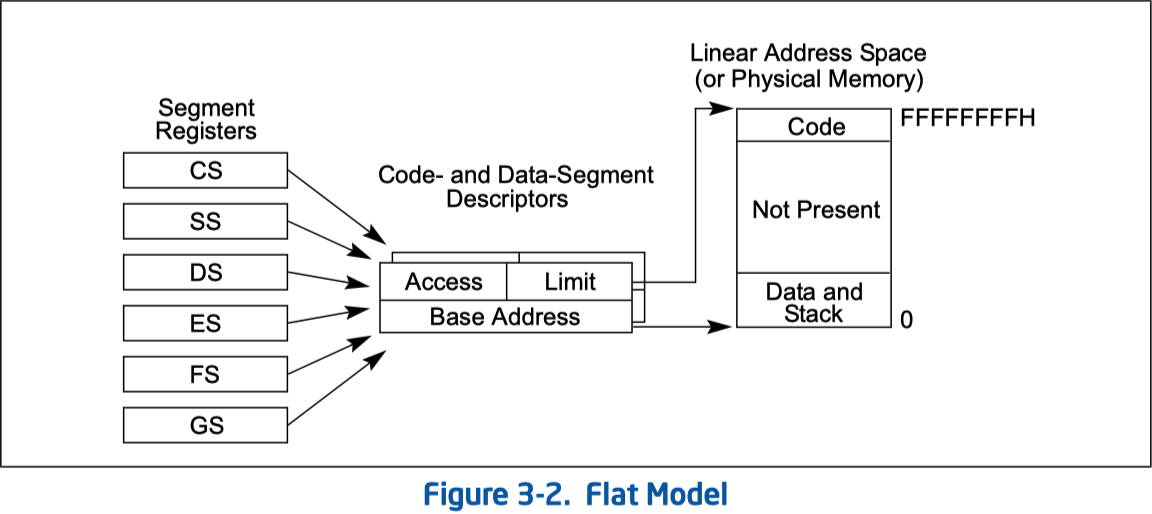 Linear Address Space
(or Physical Memory)
Segment
Registers
CS
SS
DS
ES
FS
GS
Code- and Data-Segment
Descriptors
Access
Limit
Base Address
Code
FFFFFFFFH
Not Present
Data and
Stack
0
Figure 3-2. Flat Model